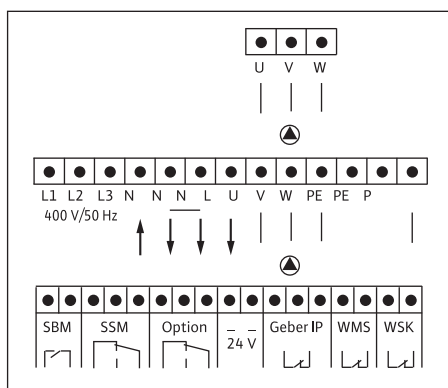 U V W
L1 L2 L3 N N N L U V W PE PE P
400 V/50 Hz
SBM SSM Option 24 V Geber IP WMS WSK